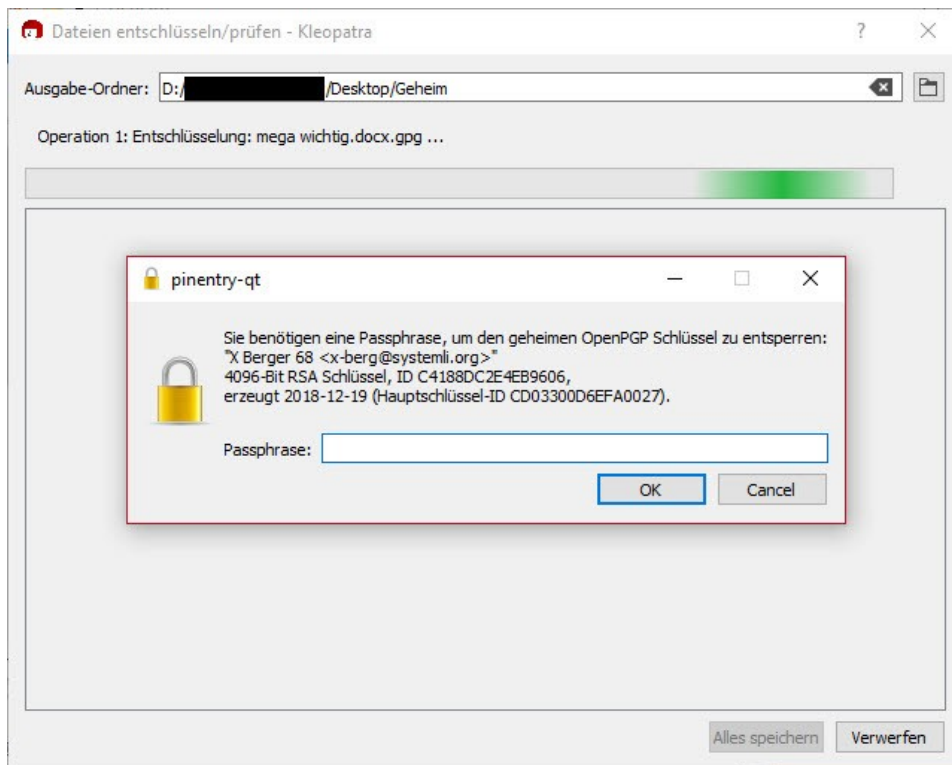 Dateien entschlüsseln/prüfen - Kleopatra
Ausgabe-Ordner: D:/ /Desktop/Geheim
Operation 1: Entschlüsselung: mega wichtig.docx.gpg ...
pinentry-qt
Sie benötigen eine Passphrase, um den geheimen OpenPGP Schlüssel zu entsperren:
"X Berger 68 <x-berg@systemli.org>"
4096-Bit RSA Schlüssel, ID C4188DC2E4EB9606,
erzeugt 2018-12-19 (Hauptschlüssel-ID CD03300D6EFA0027).
Passphrase:
OK Cancel
Alles speichern Verwerfen